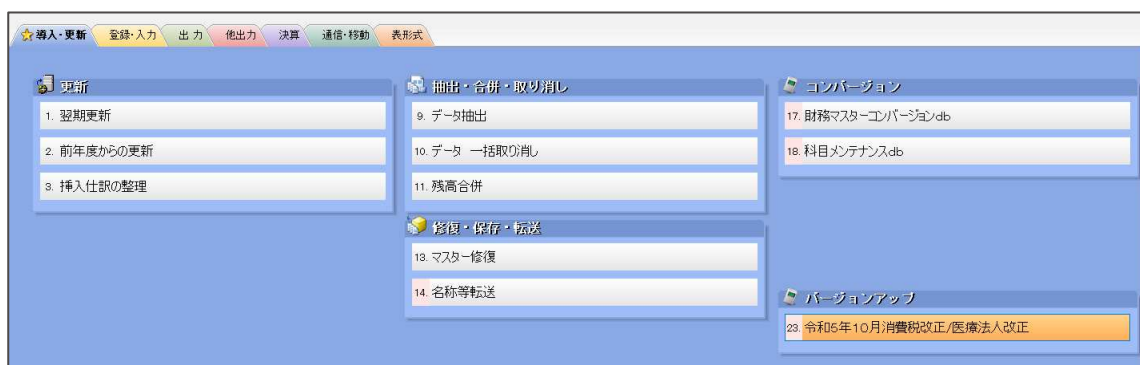 導入・更新 登録・入力 出力 他出力 決算 通信・移動 表形式
更新
1. 翌期更新
2. 前年度からの更新
3. 挿入仕訳の整理
抽出・合併・取り消し
9. データ抽出
10. データ 一括取り消し
11. 残高合併
修復・保存・転送
13. マスター修復
14. 名称等転送
コンバージョン
17. 財務マスターコンバージョンdb
18. 科目メンテナンスdb
バージョンアップ
23. 令和5年10月消費税改正/医療法人改正